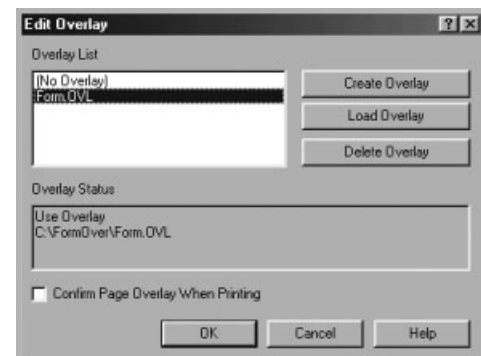 Edit Overlay
Overlay List
(No Overlay)
Form.OVL
Create Overlay
Load Overlay
Delete Overlay
Overlay Status
Use Overlay
C:\FormOver\Form.OVL
Confirm Page Overlay When Printing
OK
Cancel
Help